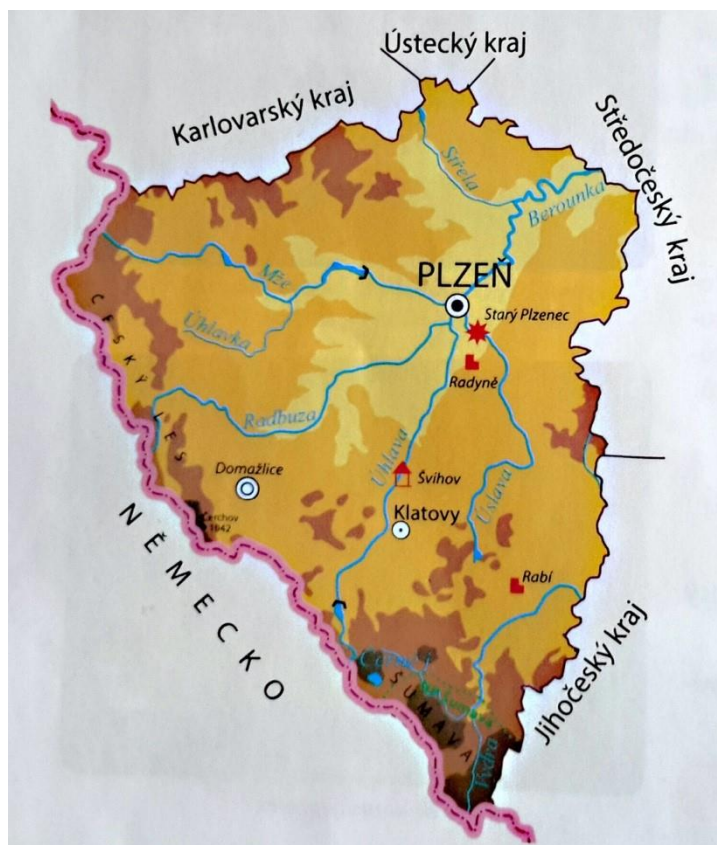 Ústecký kraj
Karlovarský kraj
Středočeský kraj
Střela
Berounka
Mže
PLZEŇ
Starý Plzenec
Úhlavka
Radyně
ČESKÝ LES
Radbuza
Úhlava
Domažlice
Švihov
Úslava
Klatovy
Čerchov
1042
NĚMECKO
Rabí
Jihočeský kraj
ŠUMAVA
Vydra